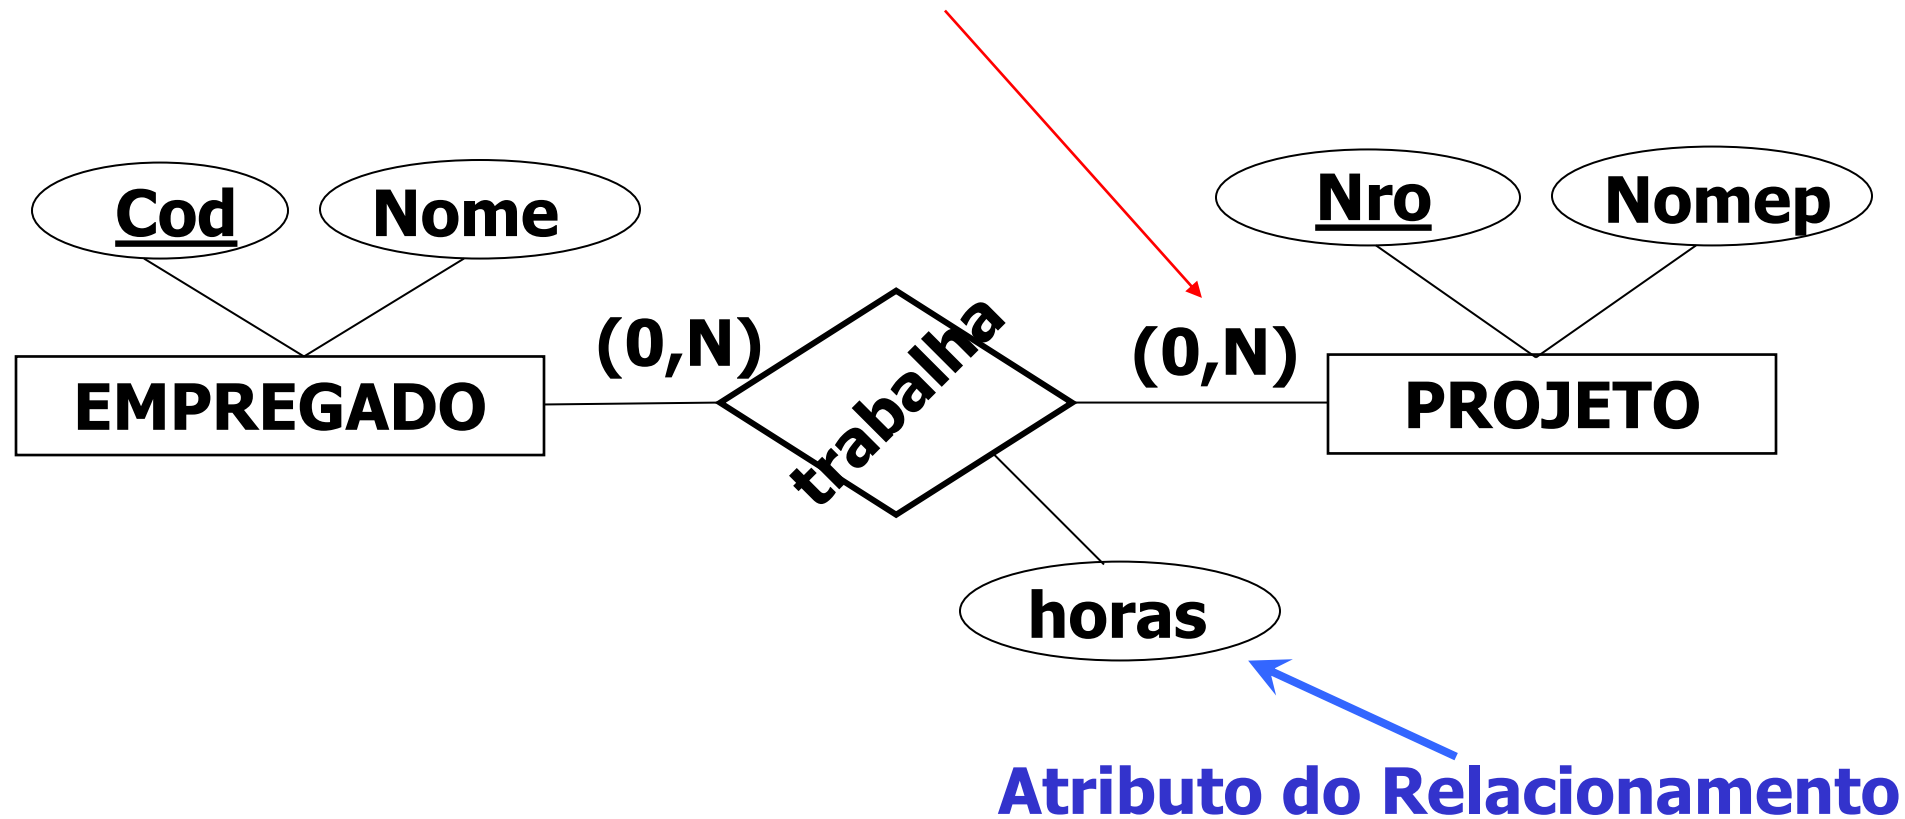 Cod
Nome
Nro
Nomep
EMPREGADO
(0,N)
trabalha
(0,N)
PROJETO
horas
Atributo do Relacionamento